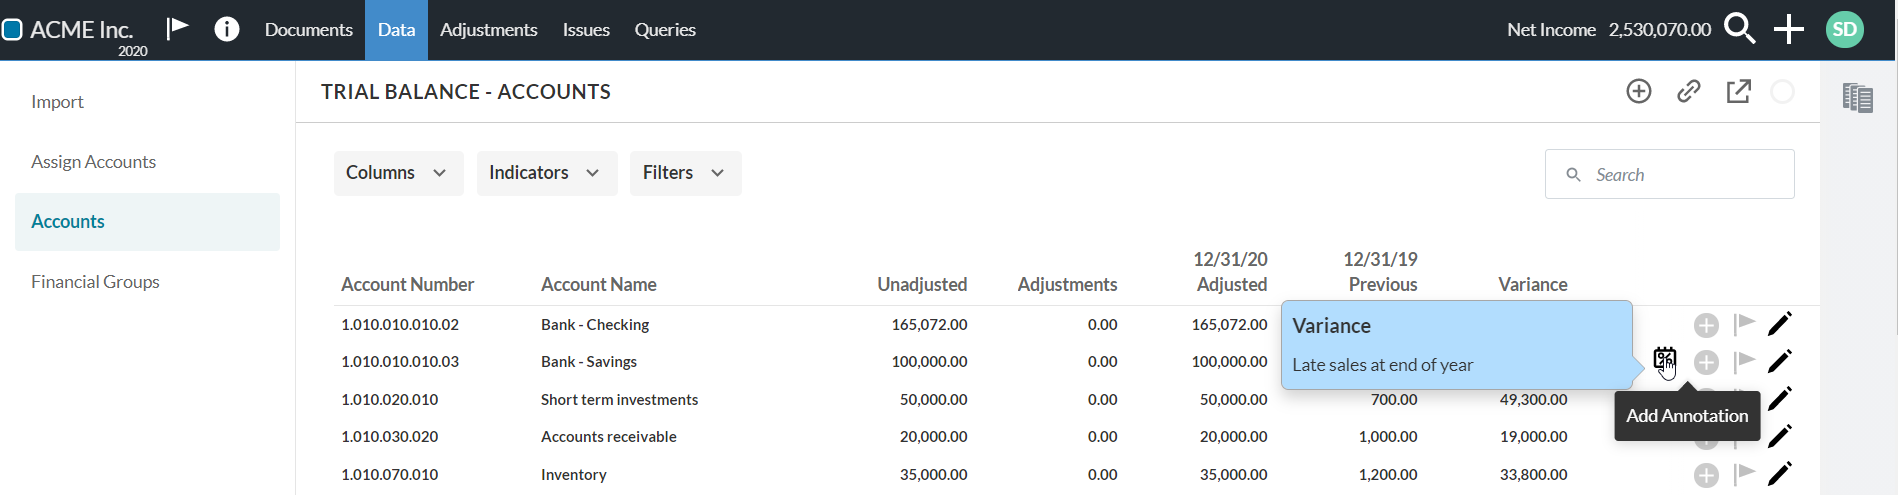 ACME Inc. Documents Data Adjustments Issues Queries Net Income 2,530,070.00 SD
2020
Import
Assign Accounts
Accounts
Financial Groups
TRIAL BALANCE - ACCOUNTS
Columns Indicators Filters Search
12/31/20 12/31/19
Account Number Account Name Unadjusted Adjustments Adjusted Previous Variance
1.010.010.010.02 Bank - Checking 165,072.00 0.00 165,072.00
1.010.010.010.03 Bank - Savings 100,000.00 0.00 100,000.00
Variance
Late sales at end of year
1.010.020.010 Short term investments 50,000.00 0.00 50,000.00 700.00 49,300.00
Add Annotation
1.010.030.020 Accounts receivable 20,000.00 0.00 20,000.00 1,000.00 19,000.00
1.010.070.010 Inventory 35,000.00 0.00 35,000.00 1,200.00 33,800.00